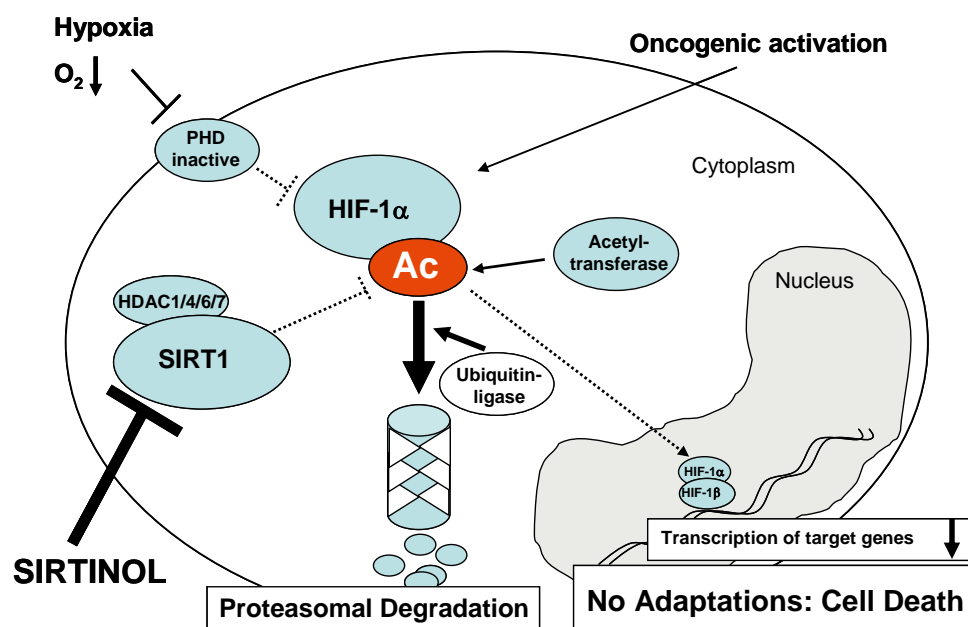 Hypoxia
O2
Oncogenic activation
PHD
inactive
Cytoplasm
HIF-1α
Ac
Acetyl-
transferase
Nucleus
HDAC1/4/6/7
SIRT1
Ubiquitin-
ligase
HIF-1α
HIF-1β
Transcription of target genes
SIRTINOL
Proteasomal Degradation
No Adaptations: Cell Death